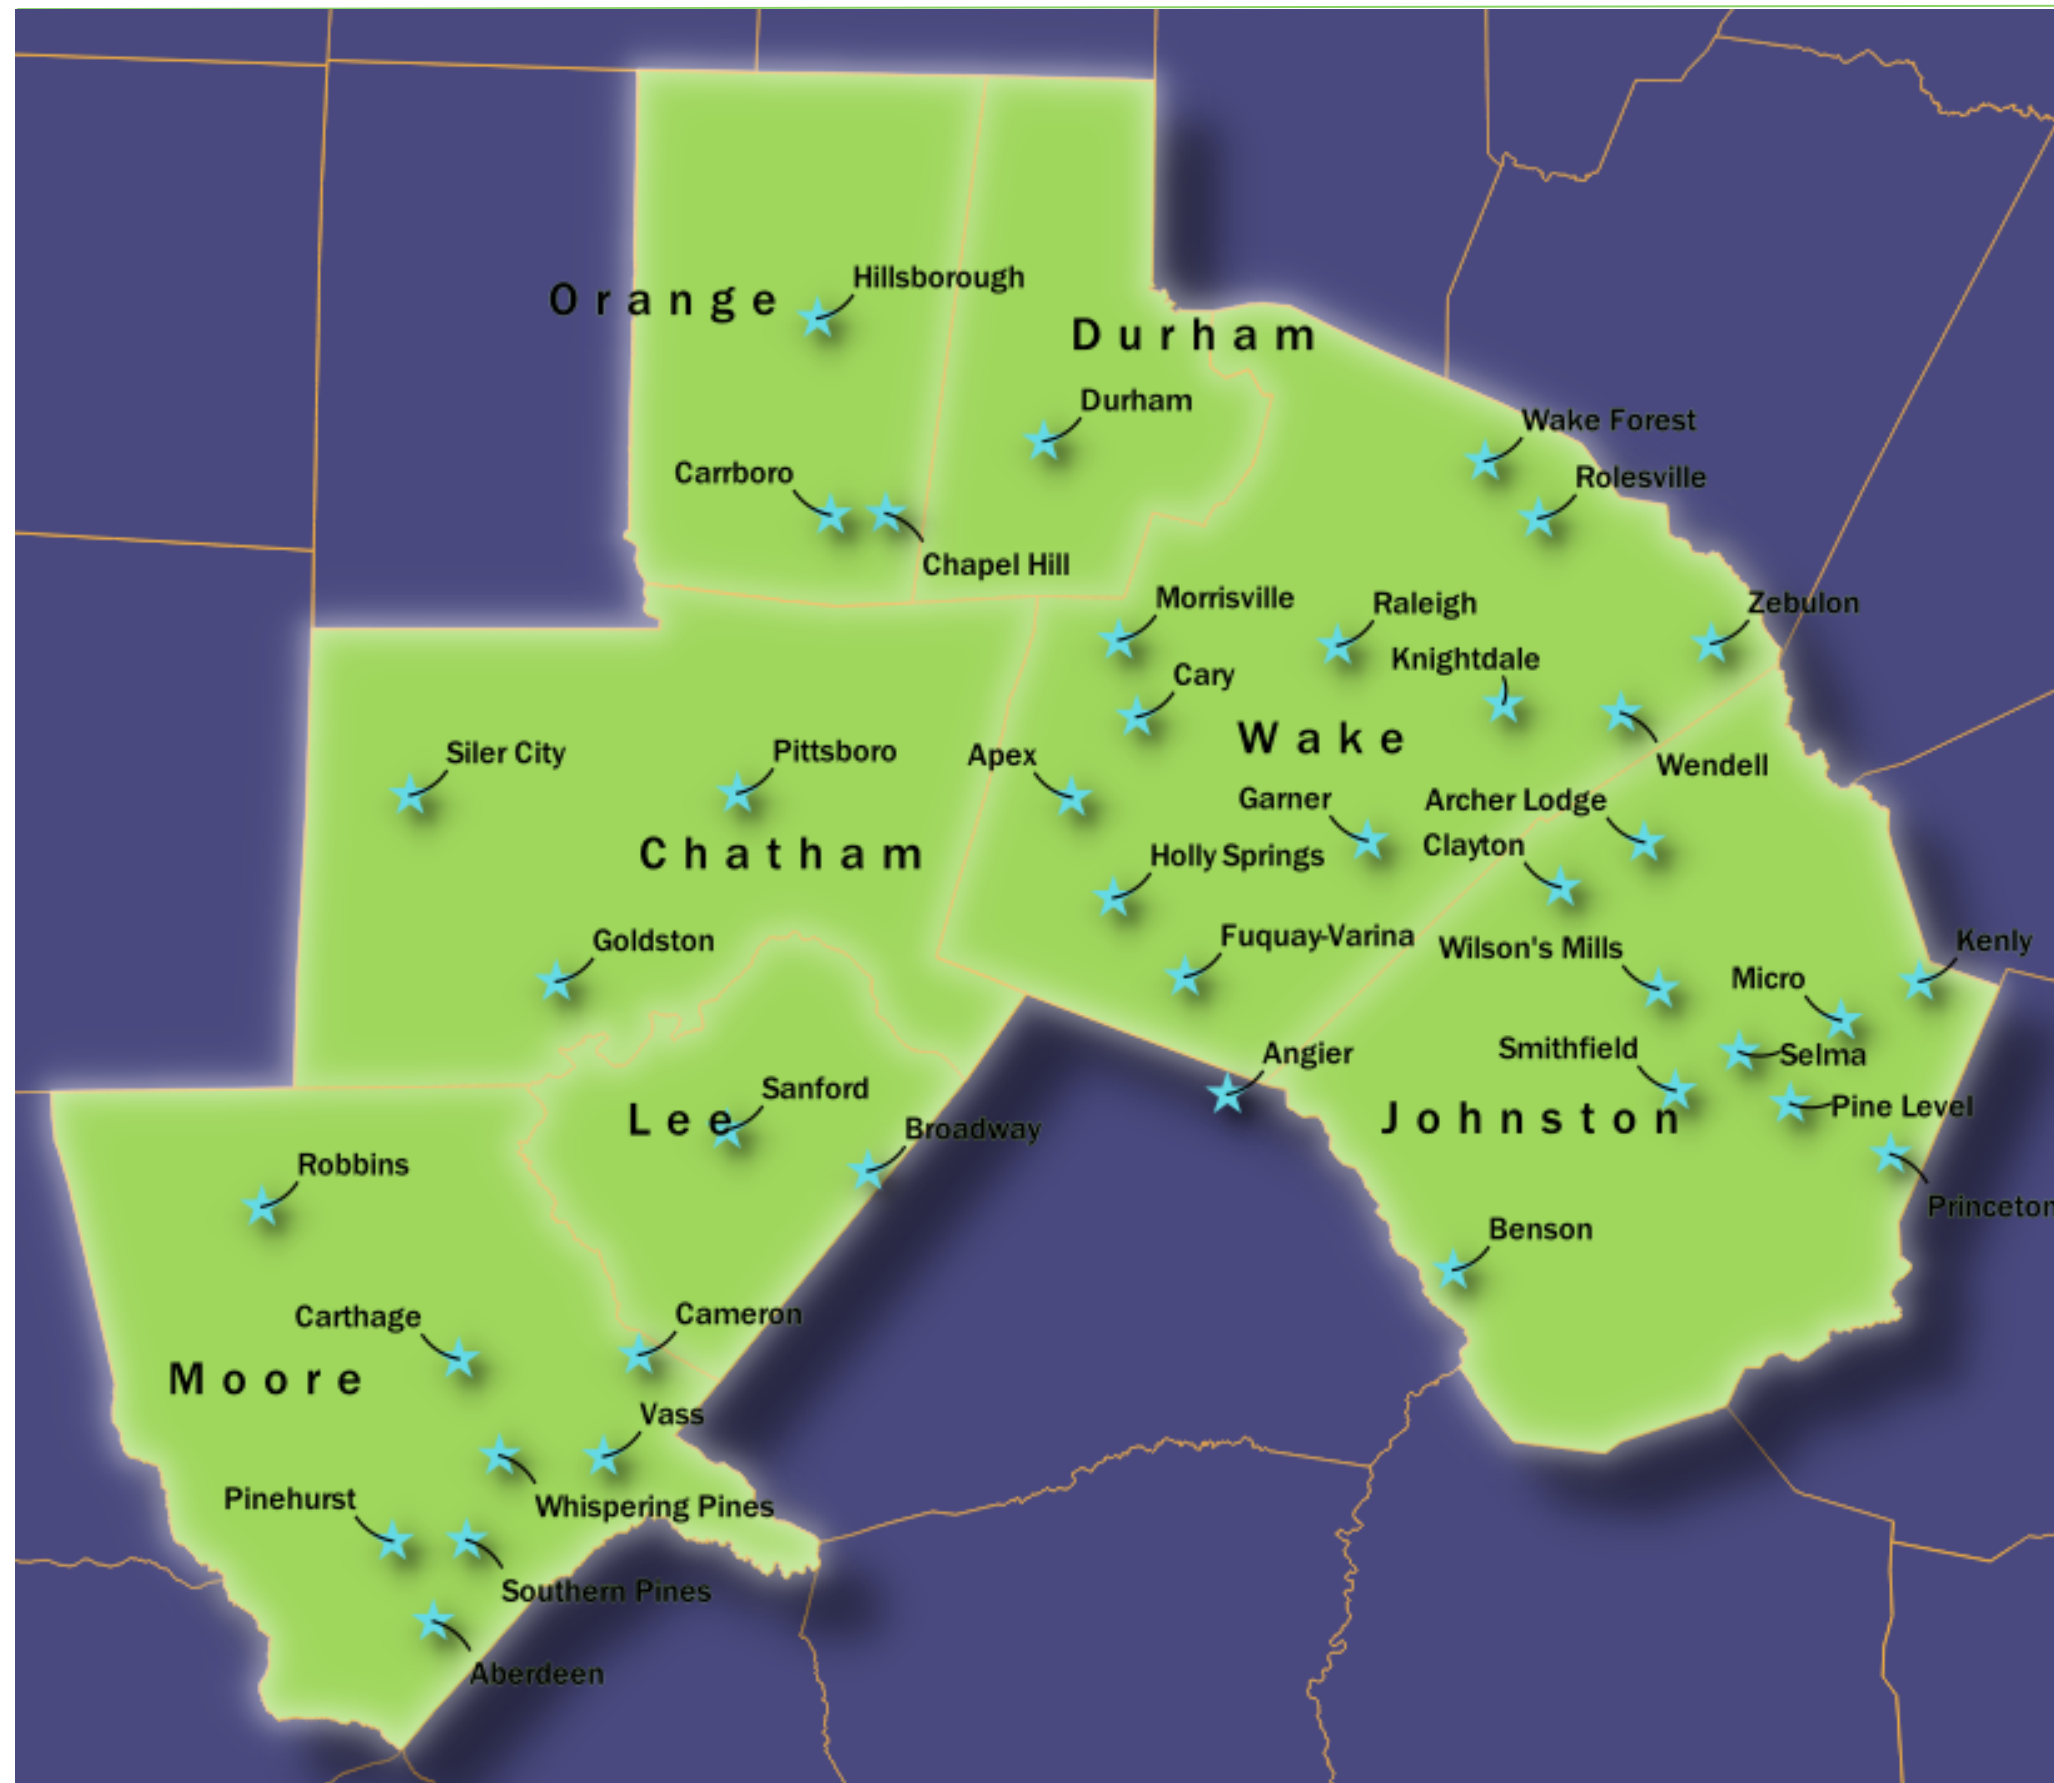 Hillsborough
Orange
Durham
Durham
Wake Forest
Carrboro
Rolesville
Chapel Hill
Morrisville
Raleigh
Zebulon
Knightdale
Cary
Wake
Siler City
Pittsboro
Apex
Wendell
Garner
Archer Lodge
Clayton
Chatham
Holly Springs
Goldston
Fuquay-Varina
Wilson's Mills
Kenly
Micro
Angier
Smithfield
Selma
Sanford
Lee
Broadway
Johnston
Pine Level
Robbins
Princeton
Benson
Carthage
Cameron
Moore
Vass
Pinehurst
Whispering Pines
Southern Pines
Aberdeen